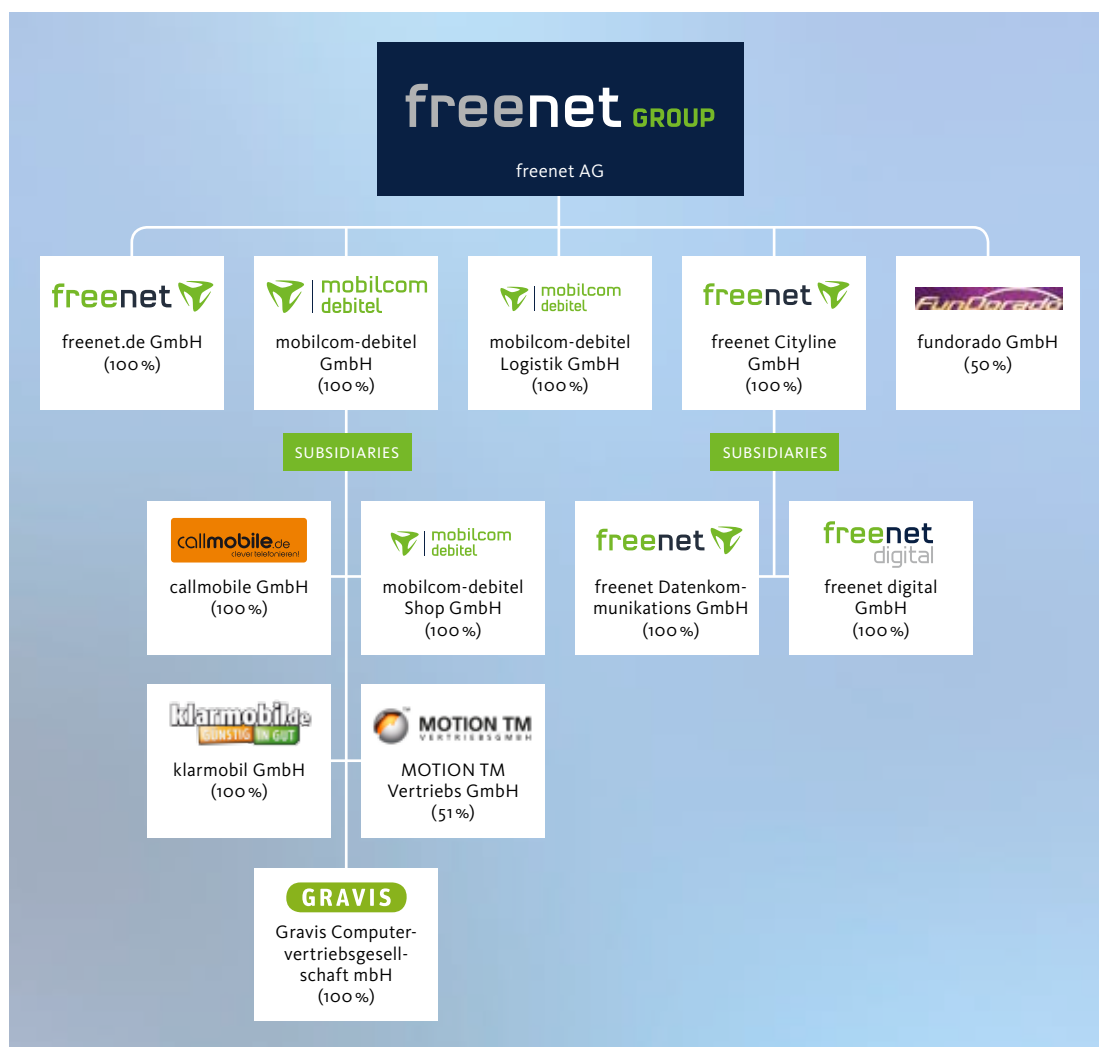 freenet GROUP
freenet AG
freenet
freenet.de GmbH
(100 %)
mobilcom
debitel
mobilcom-debitel
GmbH
(100 %)
mobilcom
debitel
mobilcom-debitel
Logistik GmbH
(100 %)
freenet
freenet Cityline
GmbH
(100 %)
FunDorado
fundorado GmbH
(50 %)
SUBSIDIARIES
SUBSIDIARIES
callmobile.de
clever telefonieren!
callmobile GmbH
(100 %)
mobilcom
debitel
mobilcom-debitel
Shop GmbH
(100 %)
freenet
freenet Datenkom-
munikations GmbH
(100 %)
freenet
digital
freenet digital
GmbH
(100 %)
klarmobil.de
GÜNSTIG IN GUT
klarmobil GmbH
(100 %)
MOTION TM
VERTRIEBSGMBH
MOTION TM
Vertriebs GmbH
(51 %)
GRAVIS
Gravis Computer-
vertriebsgesell-
schaft mbH
(100 %)